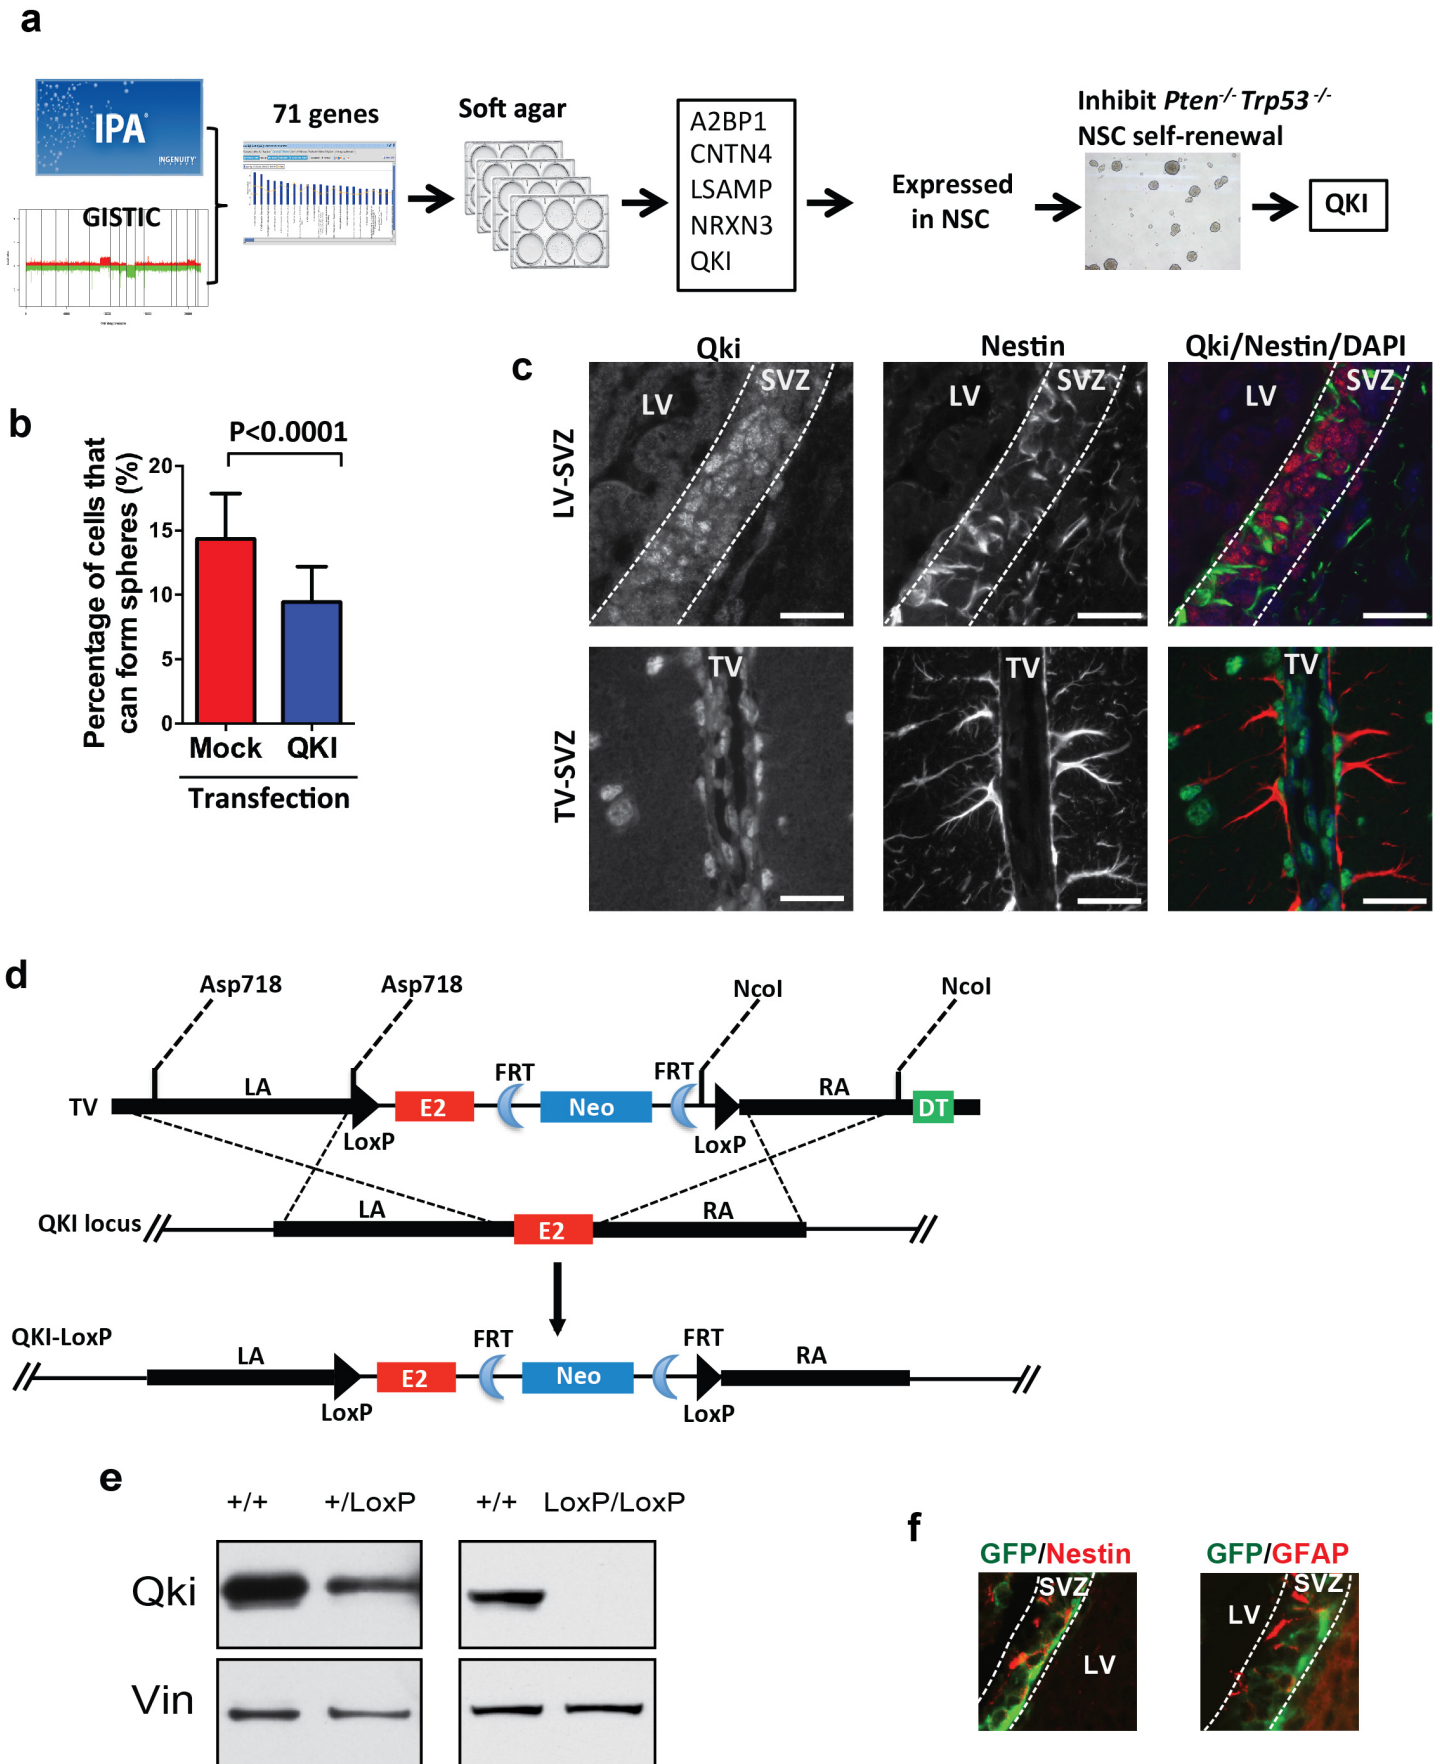 a
IPA®
INGENUITY
GISTIC
71 genes
Soft agar
A2BP1
CNTN4
LSAMP
NRXN3
QKI
Expressed
in NSC
Inhibit Pten-/- Trp53 -/-
NSC self-renewal
QKI
b
P<0.0001
Percentage of cells that
can form spheres (%)
20
15
10
5
0
Mock
QKI
Transfection
c
Qki
Nestin
Qki/Nestin/DAPI
LV-SVZ
LV
SVZ
LV
SVZ
LV
SVZ
TV-SVZ
TV
TV
TV
d
Asp718
Asp718
NcoI
NcoI
TV
LA
LoxP
E2
FRT
Neo
FRT
LoxP
RA
DT
QKI locus
LA
E2
RA
QKI-LoxP
LA
LoxP
E2
FRT
Neo
FRT
LoxP
RA
e
+/+
+/LoxP
+/+
LoxP/LoxP
Qki
Vin
f
GFP/Nestin
SVZ
LV
GFP/GFAP
SVZ
LV